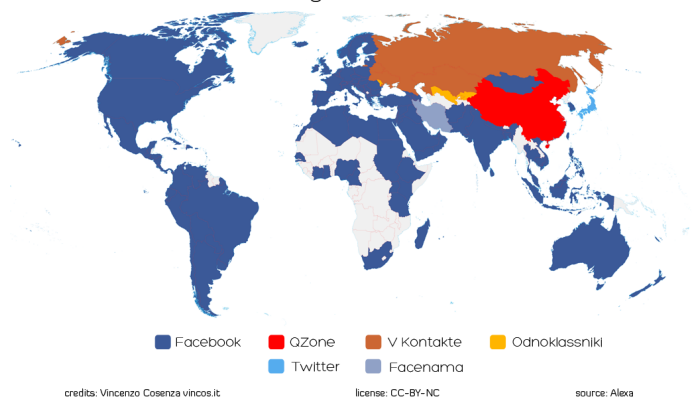 Facebook QZone V Kontakte Odnoklassniki
Twitter Facenama
credits: Vincenzo Cosenza vincos.it license: CC-BY-NC source: Alexa